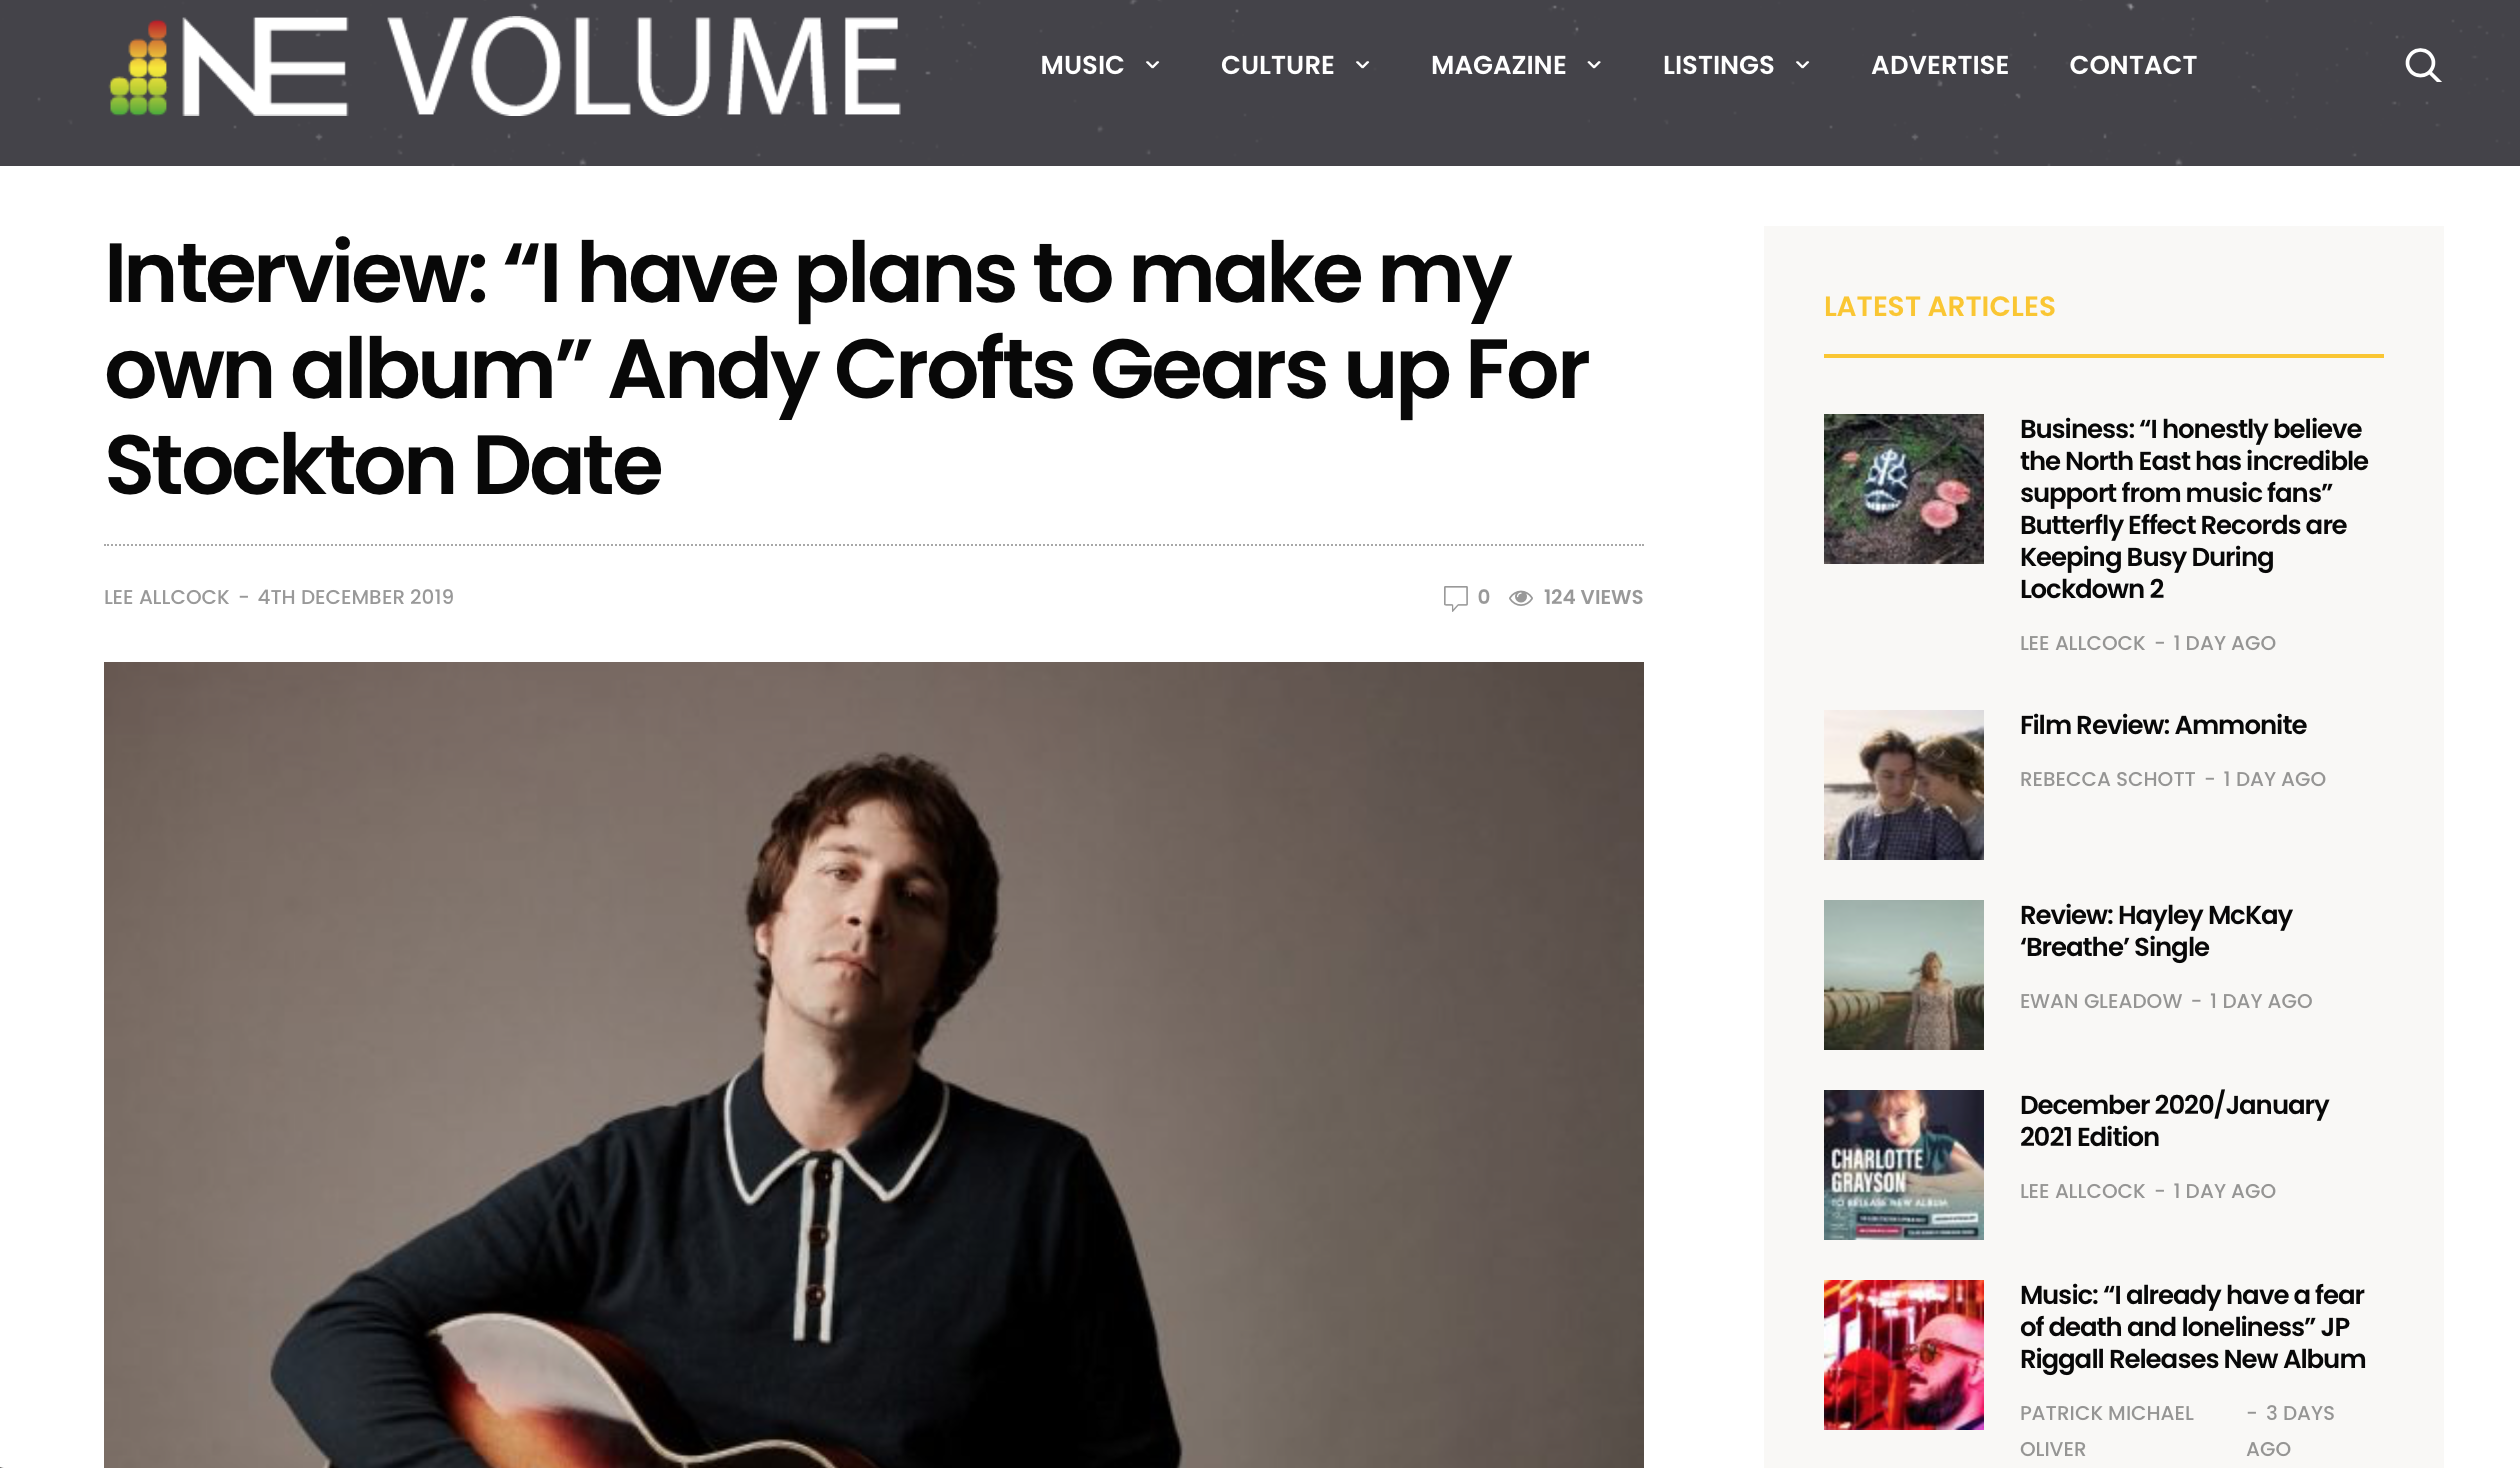 NE VOLUME
MUSIC
CULTURE
MAGAZINE
LISTINGS
ADVERTISE
CONTACT
Interview: “I have plans to make my
own album” Andy Crofts Gears up For
Stockton Date
LEE ALLCOCK - 4TH DECEMBER 2019
0
124 VIEWS
LATEST ARTICLES
Business: “I honestly believe
the North East has incredible
support from music fans”
Butterfly Effect Records are
Keeping Busy During
Lockdown 2
LEE ALLCOCK - 1 DAY AGO
Film Review: Ammonite
REBECCA SCHOTT - 1 DAY AGO
Review: Hayley McKay
‘Breathe’ Single
EWAN GLEADOW - 1 DAY AGO
CHARLOTTE
GRAYSON
TO RELEASE NEW ALBUM
December 2020/January
2021 Edition
LEE ALLCOCK - 1 DAY AGO
Music: “I already have a fear
of death and loneliness” JP
Riggall Releases New Album
PATRICK MICHAEL - 3 DAYS
OLIVER AGO